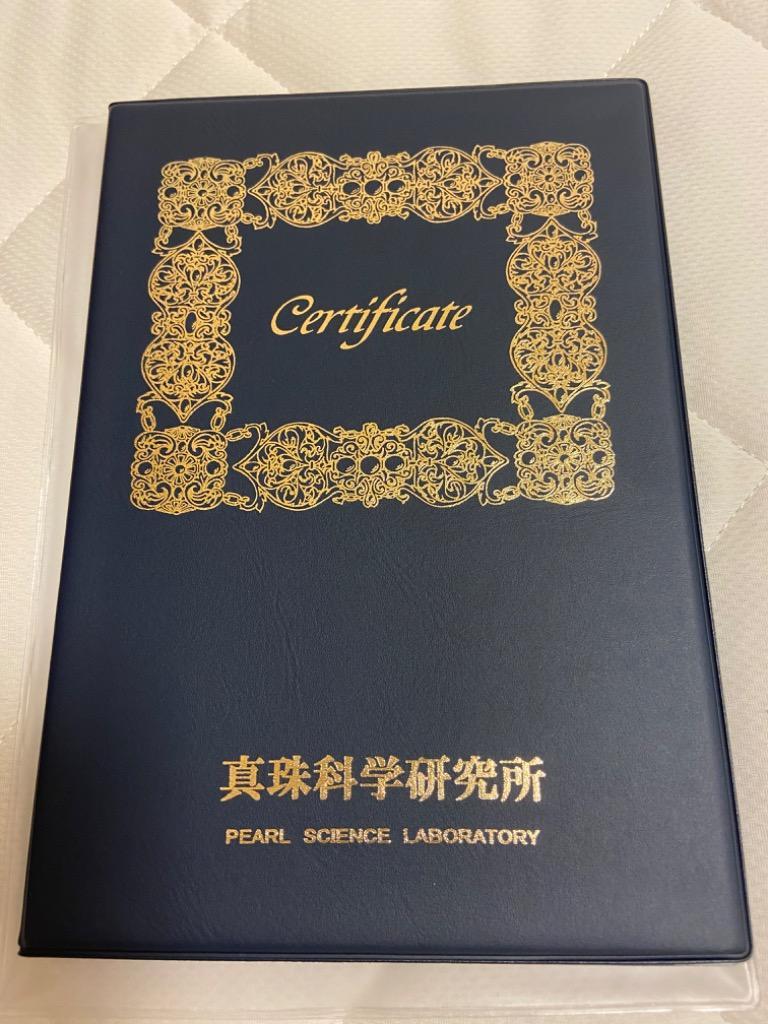 Certificate
真珠科学研究所
PEARL SCIENCE LABORATORY